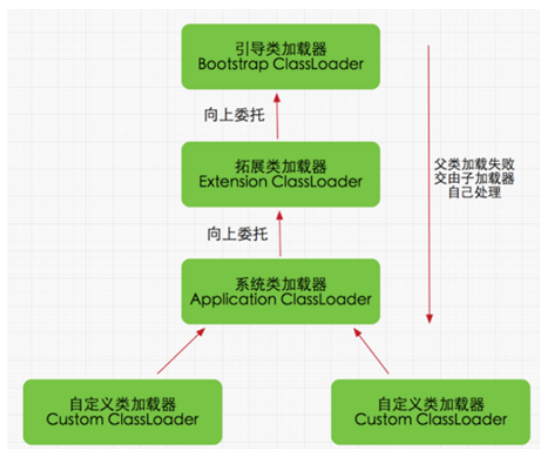 引导类加载器
Bootstrap ClassLoader
向上委托
拓展类加载器
Extension ClassLoader
父类加载失败
交由子加载器
自己处理
向上委托
系统类加载器
Application ClassLoader
自定义类加载器
Custom ClassLoader
自定义类加载器
Custom ClassLoader